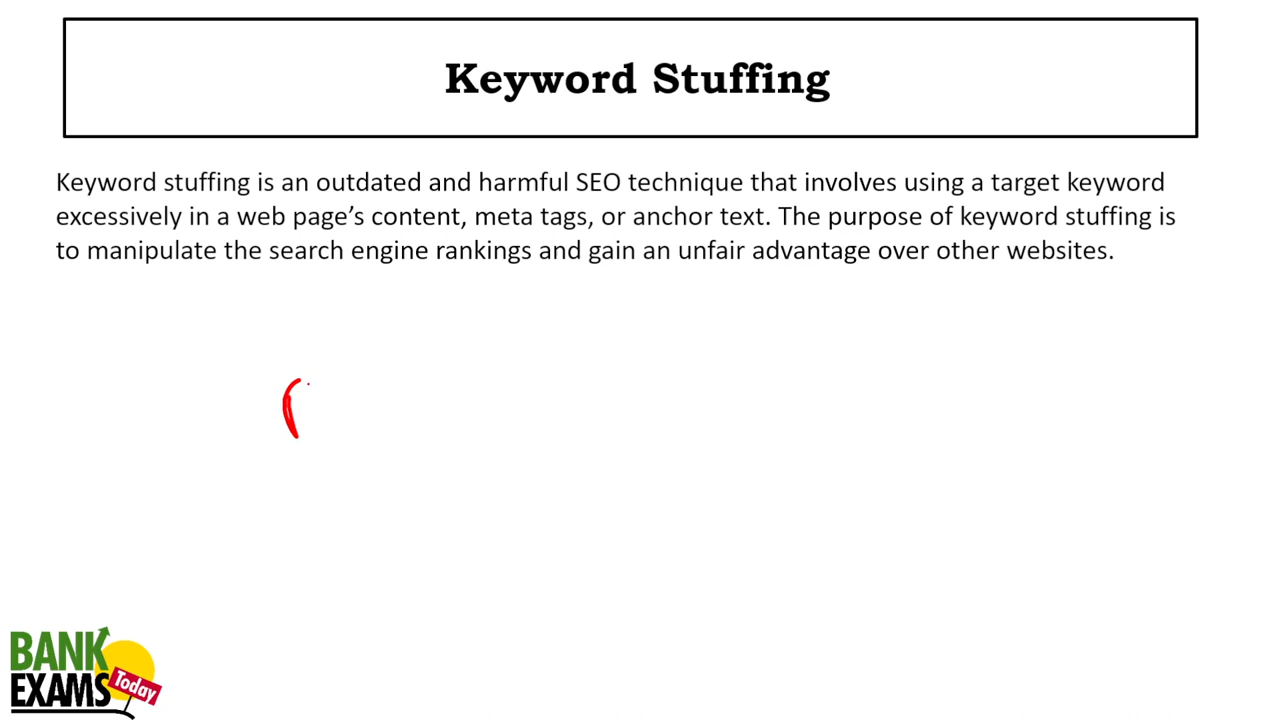 Keyword Stuffing
Keyword stuffing is an outdated and harmful SEO technique that involves using a target keyword
excessively in a web page’s content, meta tags, or anchor text. The purpose of keyword stuffing is
to manipulate the search engine rankings and gain an unfair advantage over other websites.
BANK
EXAMS
Today